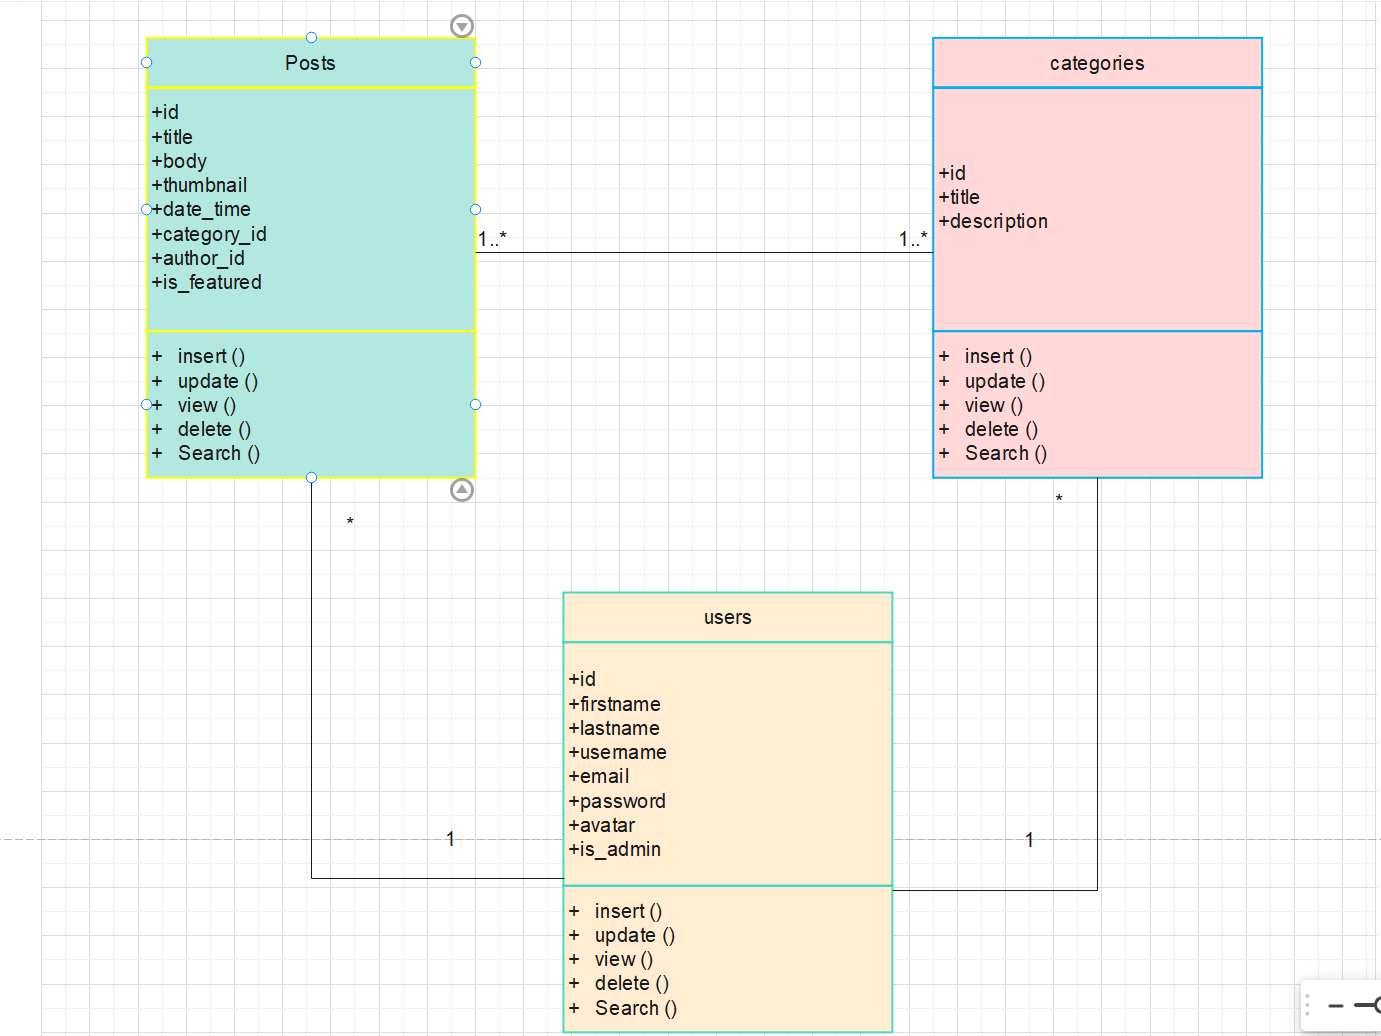 Posts
+id
+title
+body
+thumbnail
+date_time
+category_id
+author_id
+is_featured
+ insert ()
+ update ()
+ view ()
+ delete ()
+ Search ()
1..*
1..*
categories
+id
+title
+description
+ insert ()
+ update ()
+ view ()
+ delete ()
+ Search ()
*
*
users
+id
+firstname
+lastname
+username
+email
+password
+avatar
+is_admin
+ insert ()
+ update ()
+ view ()
+ delete ()
+ Search ()
1
1